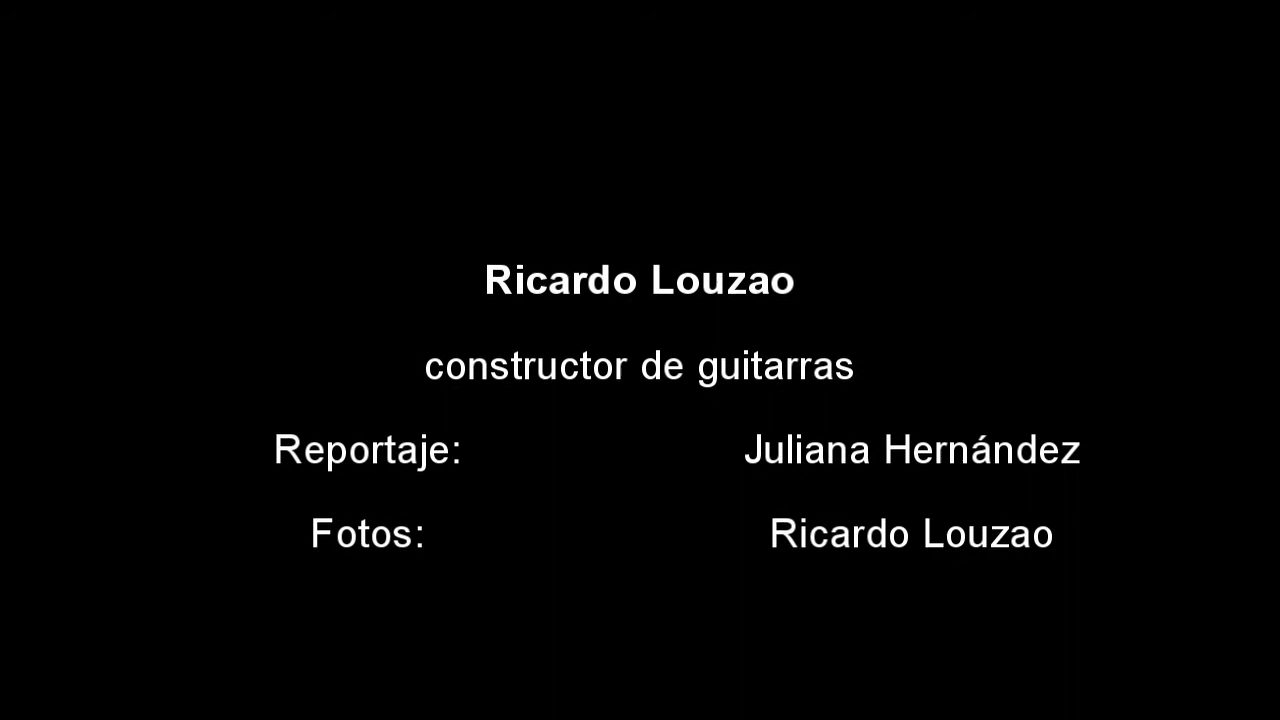 Ricardo Louzao
constructor de guitarras
Reportaje: Juliana Hernández
Fotos: Ricardo Louzao